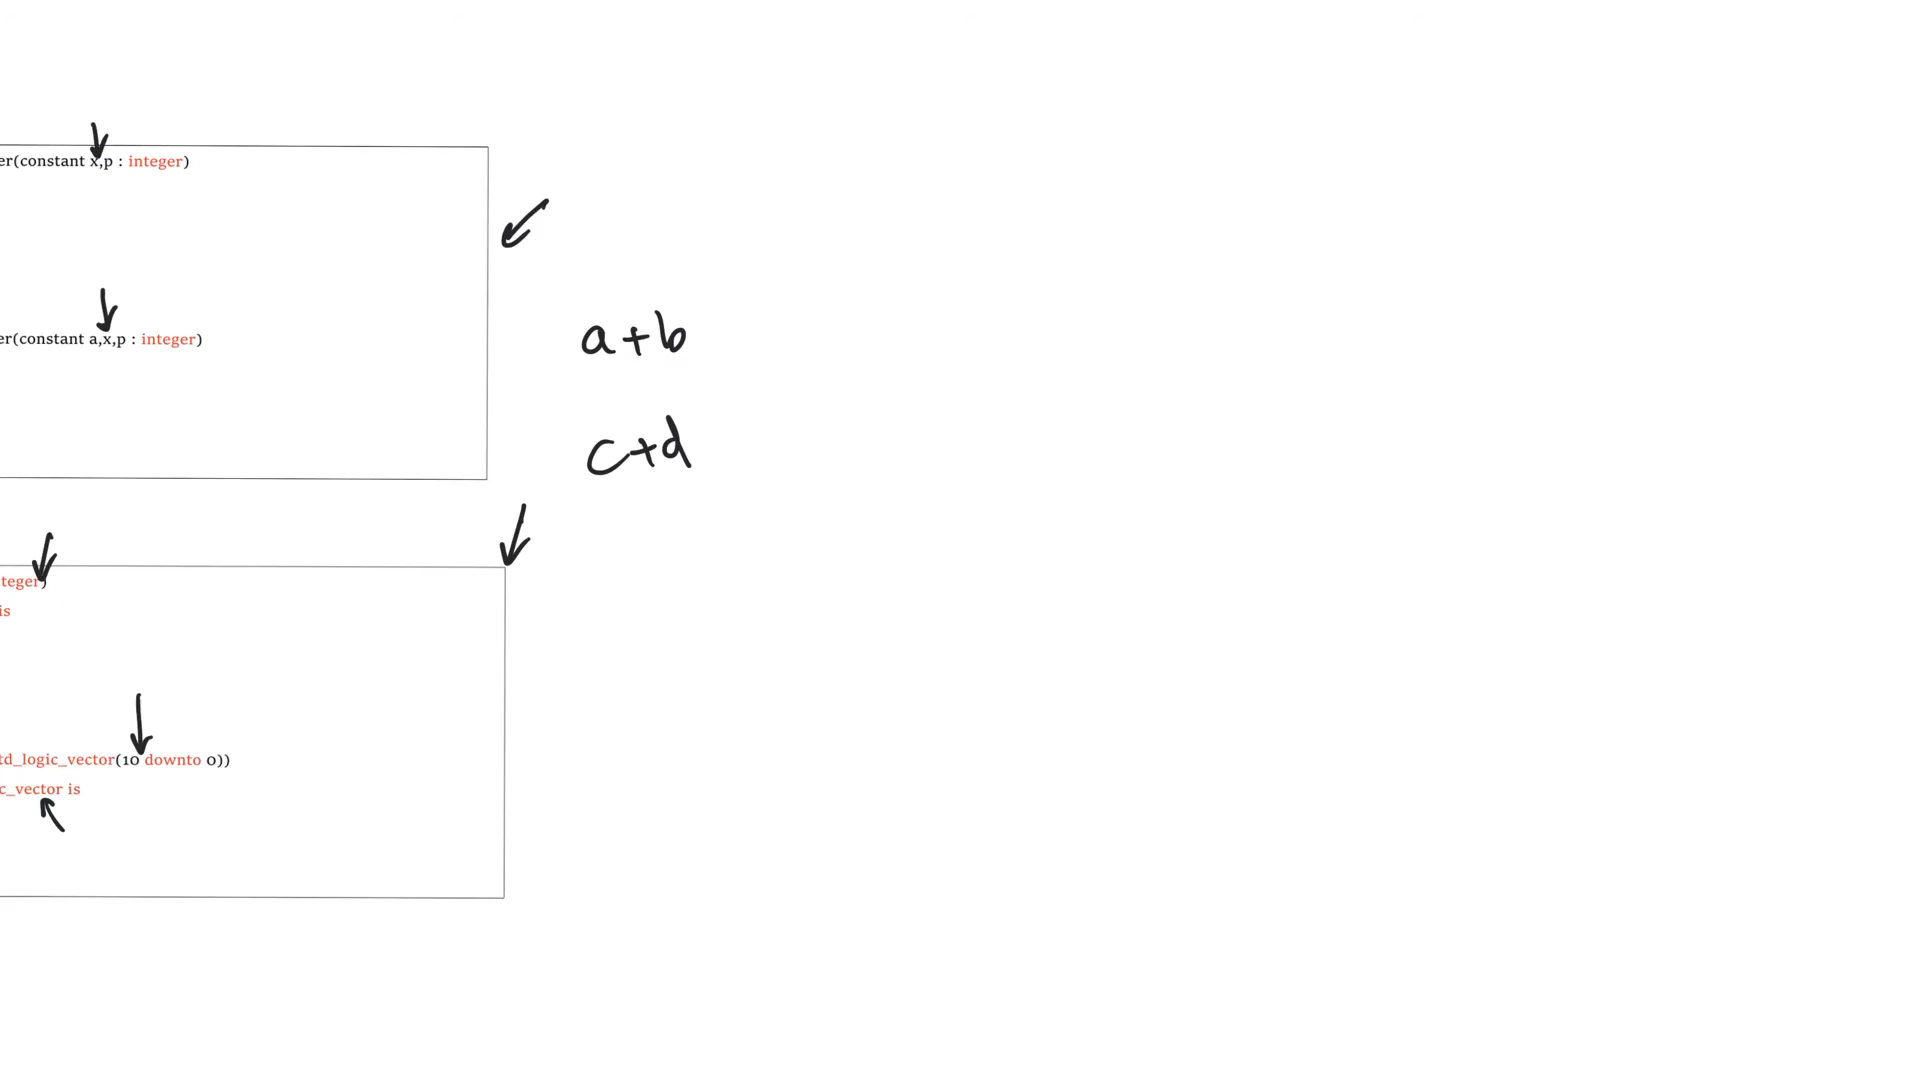 er(constant x,p : integer)
er(constant a,x,p : integer)
a+b
c+d
teger)
is
td_logic_vector(10 downto 0))
c_vector is